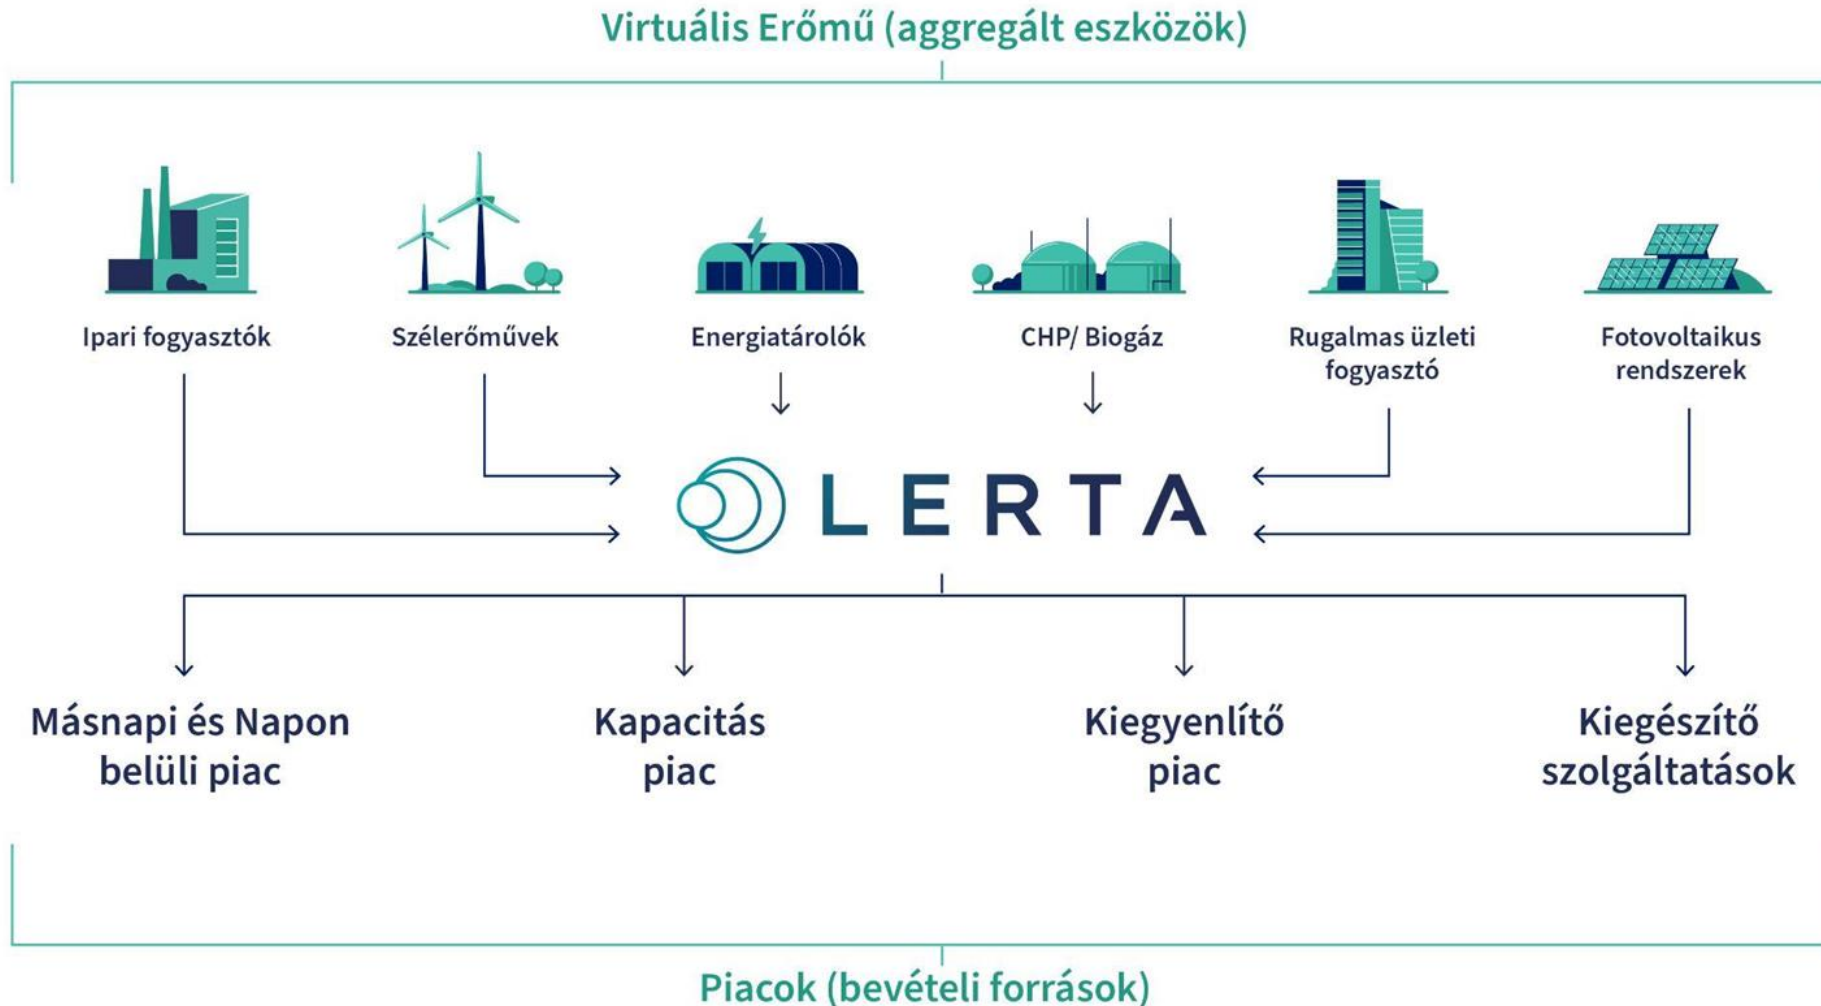 Virtuális Erőmű (aggregált eszközök)
Ipari fogyasztók
Szélerőművek
Energiatárolók
CHP/ Biogáz
Rugalmas üzleti
fogyasztó
Fotovoltaikus
rendszerek
LERTA
Másnapi és Napon
belüli piac
Kapacitás
piac
Kiegyenlítő
piac
Kiegészítő
szolgáltatások
Piacok (bevételi források)